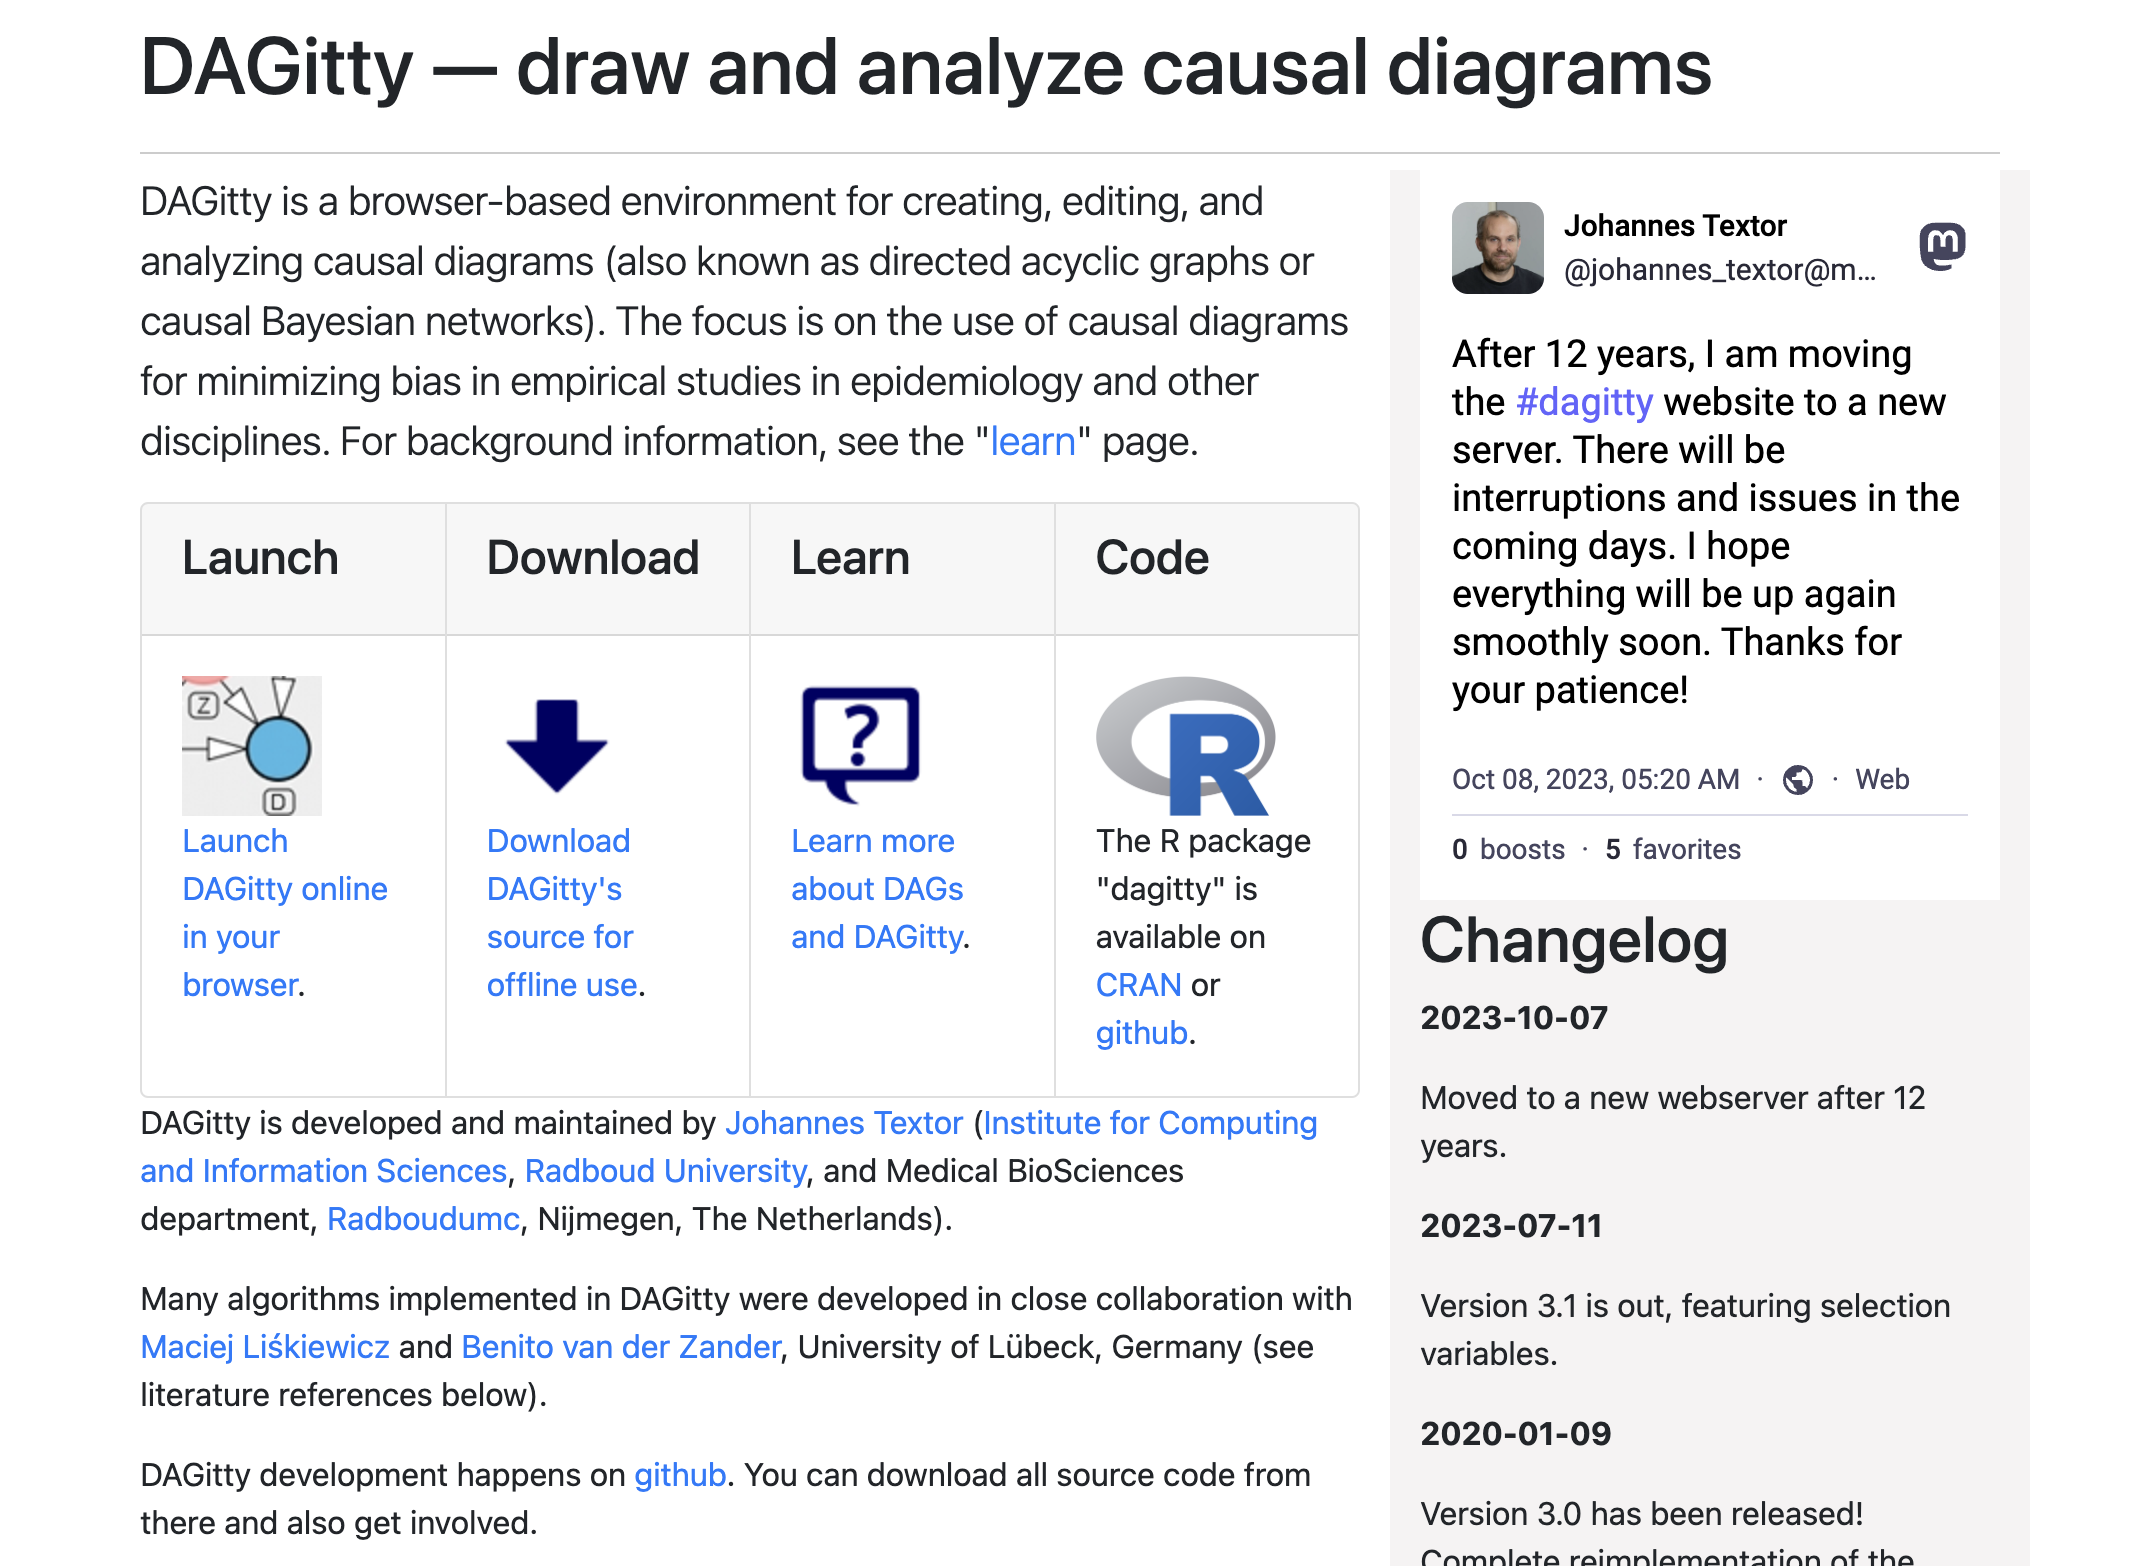 DAGitty — draw and analyze causal diagrams
DAGitty is a browser-based environment for creating, editing, and
analyzing causal diagrams (also known as directed acyclic graphs or
causal Bayesian networks). The focus is on the use of causal diagrams
for minimizing bias in empirical studies in epidemiology and other
disciplines. For background information, see the "learn" page.
Launch
Z
D
Launch
DAGitty online
in your
browser.
Download
Download
DAGitty's
source for
offline use.
Learn
?
Learn more
about DAGs
and DAGitty.
Code
R
The R package
"dagitty" is
available on
CRAN or
github.
DAGitty is developed and maintained by Johannes Textor (Institute for Computing
and Information Sciences, Radboud University, and Medical BioSciences
department, Radboudumc, Nijmegen, The Netherlands).
Many algorithms implemented in DAGitty were developed in close collaboration with
Maciej Liśkiewicz and Benito van der Zander, University of Lübeck, Germany (see
literature references below).
DAGitty development happens on github. You can download all source code from
there and also get involved.
Johannes Textor
@johannes_textor@m...
After 12 years, I am moving
the #dagitty website to a new
server. There will be
interruptions and issues in the
coming days. I hope
everything will be up again
smoothly soon. Thanks for
your patience!
Oct 08, 2023, 05:20 AM · · Web
0 boosts · 5 favorites
Changelog
2023-10-07
Moved to a new webserver after 12
years.
2023-07-11
Version 3.1 is out, featuring selection
variables.
2020-01-09
Version 3.0 has been released!
Complete reimplementation of the